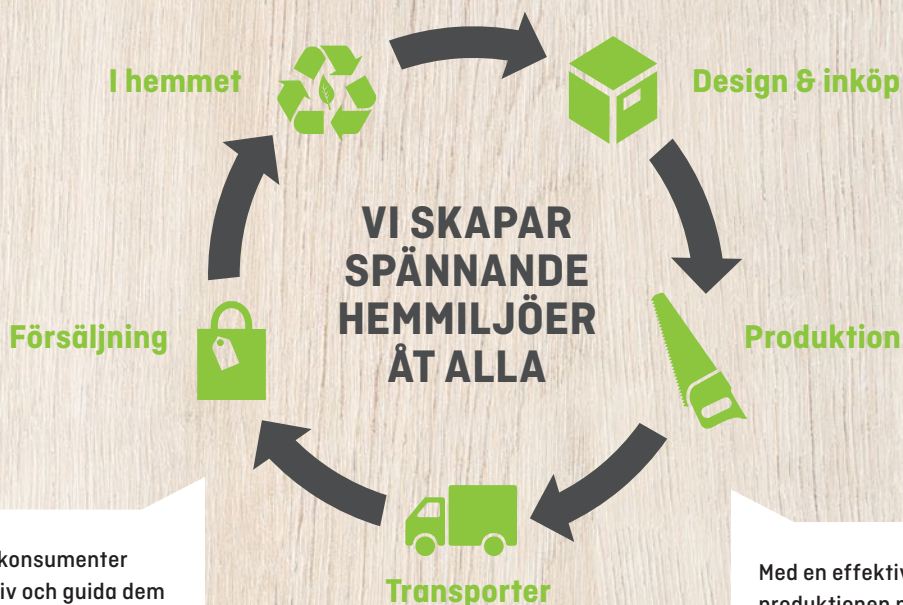 I hemmet
Design & inköp
VI SKAPAR
SPÄNNANDE
HEMMILJÖER
ÅT ALLA
Försäljning
Produktion
Transporter
konsumenter
iv och guida dem
Med en effektiv